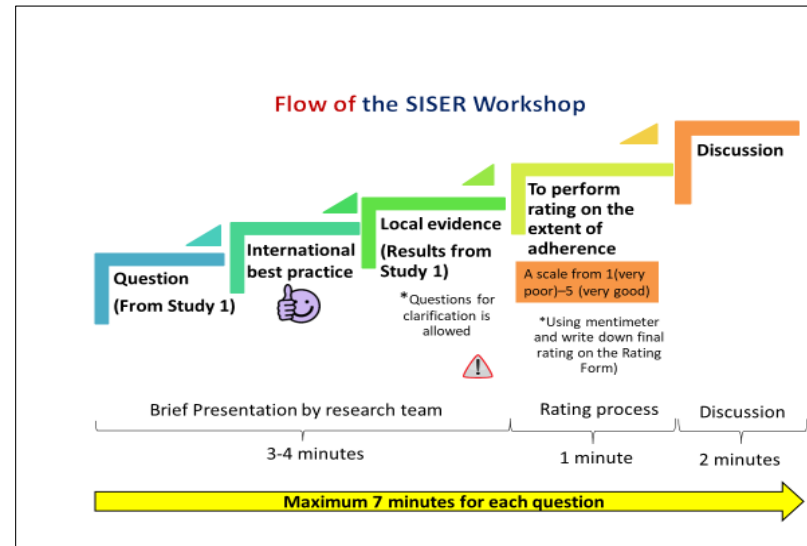 Flow of the SISER Workshop
Question
(From Study 1)
International
best practice
Local evidence
(Results from
Study 1)
*Questions for
clarification is
allowed
To perform
rating on the
extent of
adherence
A scale from 1(very
poor)–5 (very good)
*Using mentimeter
and write down final
rating on the Rating
Form)
Discussion
Brief Presentation by research team
3-4 minutes
Rating process
1 minute
Discussion
2 minutes
Maximum 7 minutes for each question